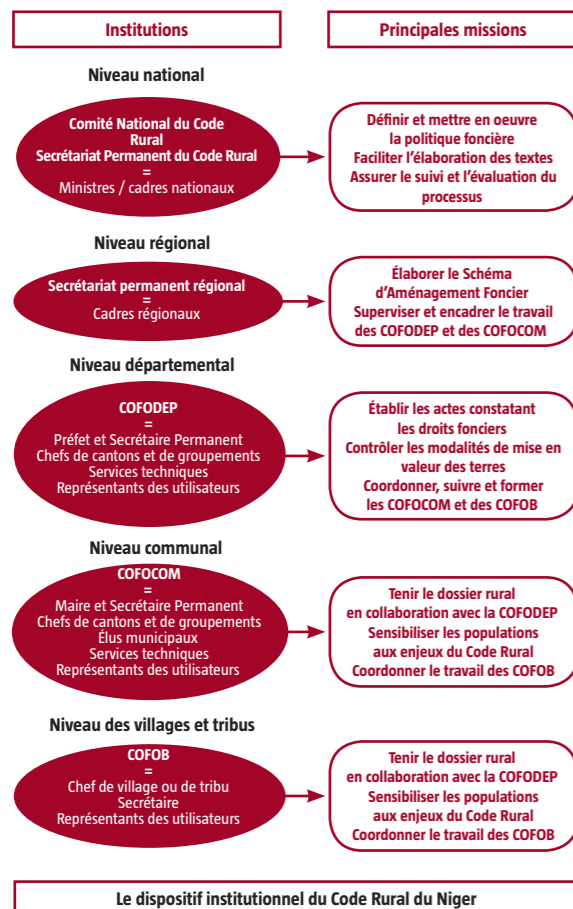 Institutions
Principales missions
Niveau national
Comité National du Code
Rural
Secrétariat Permanent du Code Rural
=
Ministres / cadres nationaux
Définir et mettre en oeuvre
la politique foncière
Faciliter l'élaboration des textes
Assurer le suivi et l'évaluation du
processus
Niveau régional
Secrétariat permanent régional
=
Cadres régionaux
Élaborer le Schéma
d'Aménagement Foncier
Superviser et encadrer le travail
des COFODEP et des COFOCOM
Niveau départemental
COFODEP
=
Préfet et Secrétaire Permanent
Chefs de cantons et de groupements
Services techniques
Représentants des utilisateurs
Établir les actes constatant
les droits fonciers
Contrôler les modalités de mise en
valeur des terres
Coordonner, suivre et former
les COFOCOM et des COFOB
Niveau communal
COFOCOM
=
Maire et Secrétaire Permanent
Chefs de cantons et de groupements
Élus municipaux
Services techniques
Représentants des utilisateurs
Tenir le dossier rural
en collaboration avec la COFODEP
Sensibiliser les populations
aux enjeux du Code Rural
Coordonner le travail des COFOB
Niveau des villages et tribus
COFOB
=
Chef de village ou de tribu
Secrétaire
Représentants des utilisateurs
Tenir le dossier rural
en collaboration avec la COFODEP
Sensibiliser les populations
aux enjeux du Code Rural
Coordonner le travail des COFOB
Le dispositif institutionnel du Code Rural du Niger